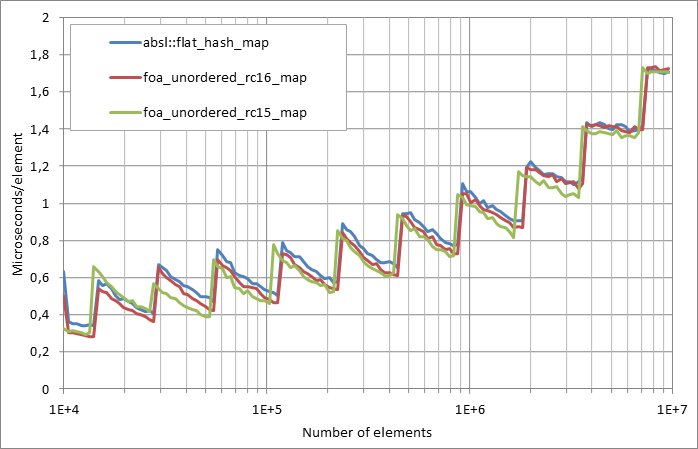 2
1,8
1,6
1,4
1,2
1
0,8
0,6
0,4
0,2
0
Microseconds/element
absl::flat_hash_map
foa_unordered_rc16_map
foa_unordered_rc15_map
1E+4 1E+5 1E+6 1E+7
Number of elements